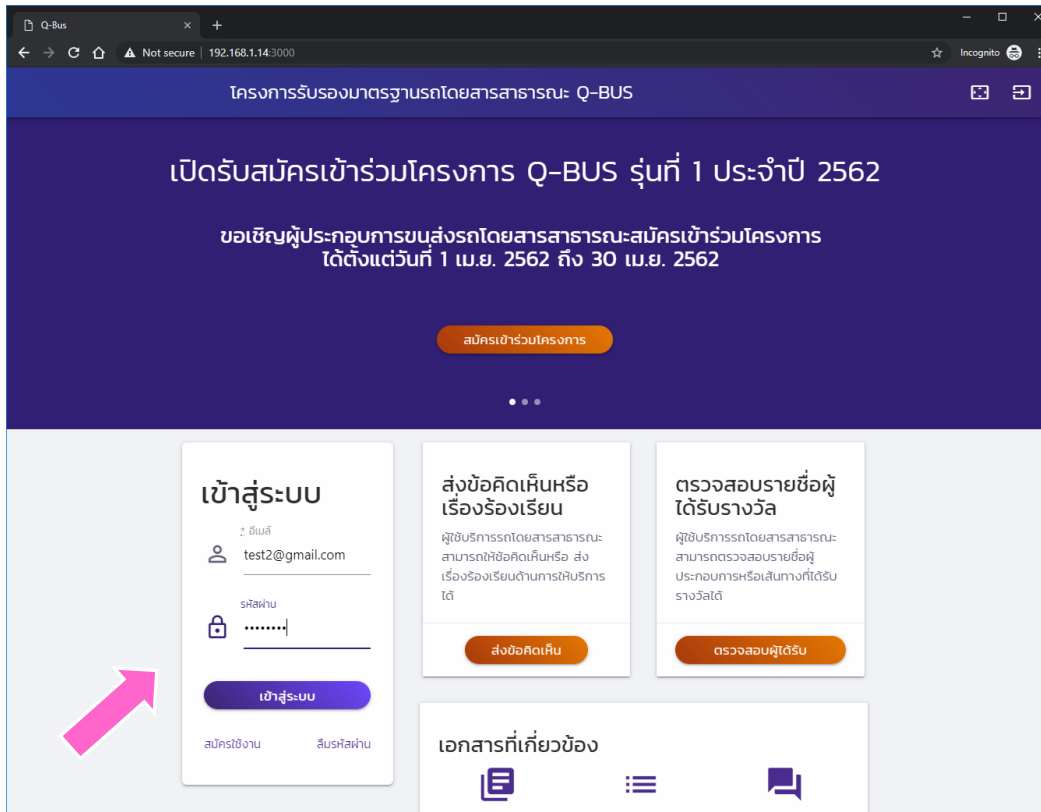 Q-Bus
Not secure | 192.168.1.14:3000
Incognito
โครงการรับรองมาตรฐานรถโดยสารสาธารณะ Q-BUS
เปิดรับสมัครเข้าร่วมโครงการ Q-BUS รุ่นที่ 1 ประจำปี 2562
ขอเชิญผู้ประกอบการขนส่งรถโดยสารสาธารณะสมัครเข้าร่วมโครงการ
ได้ตั้งแต่วันที่ 1 เม.ย. 2562 ถึง 30 เม.ย. 2562
สมัครเข้าร่วมโครงการ
เข้าสู่ระบบ
* อีเมล์
test2@gmail.com
รหัสผ่าน
••••••••
เข้าสู่ระบบ
สมัครใช้งาน ลืมรหัสผ่าน
ส่งข้อคิดเห็นหรือ
เรื่องร้องเรียน
ผู้ใช้บริการรถโดยสารสาธารณะ
สามารถให้ข้อคิดเห็นหรือ ส่ง
เรื่องร้องเรียนด้านการให้บริการ
ได้
ส่งข้อคิดเห็น
ตรวจสอบรายชื่อผู้
ได้รับรางวัล
ผู้ใช้บริการรถโดยสารสาธารณะ
สามารถตรวจสอบรายชื่อผู้
ประกอบการหรือเส้นทางที่ได้รับ
รางวัลได้
ตรวจสอบผู้ได้รับ
เอกสารที่เกี่ยวข้อง